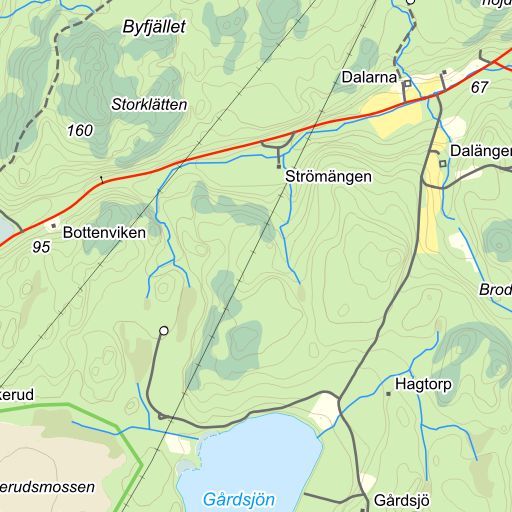 Byfjället
Dalarna
67
Storklätten
160
Dalängen
Strömängen
Bottenviken
95
Brod
Hagtorp
kerud
erudsmossen
Gårdsjön
Gårdsjö